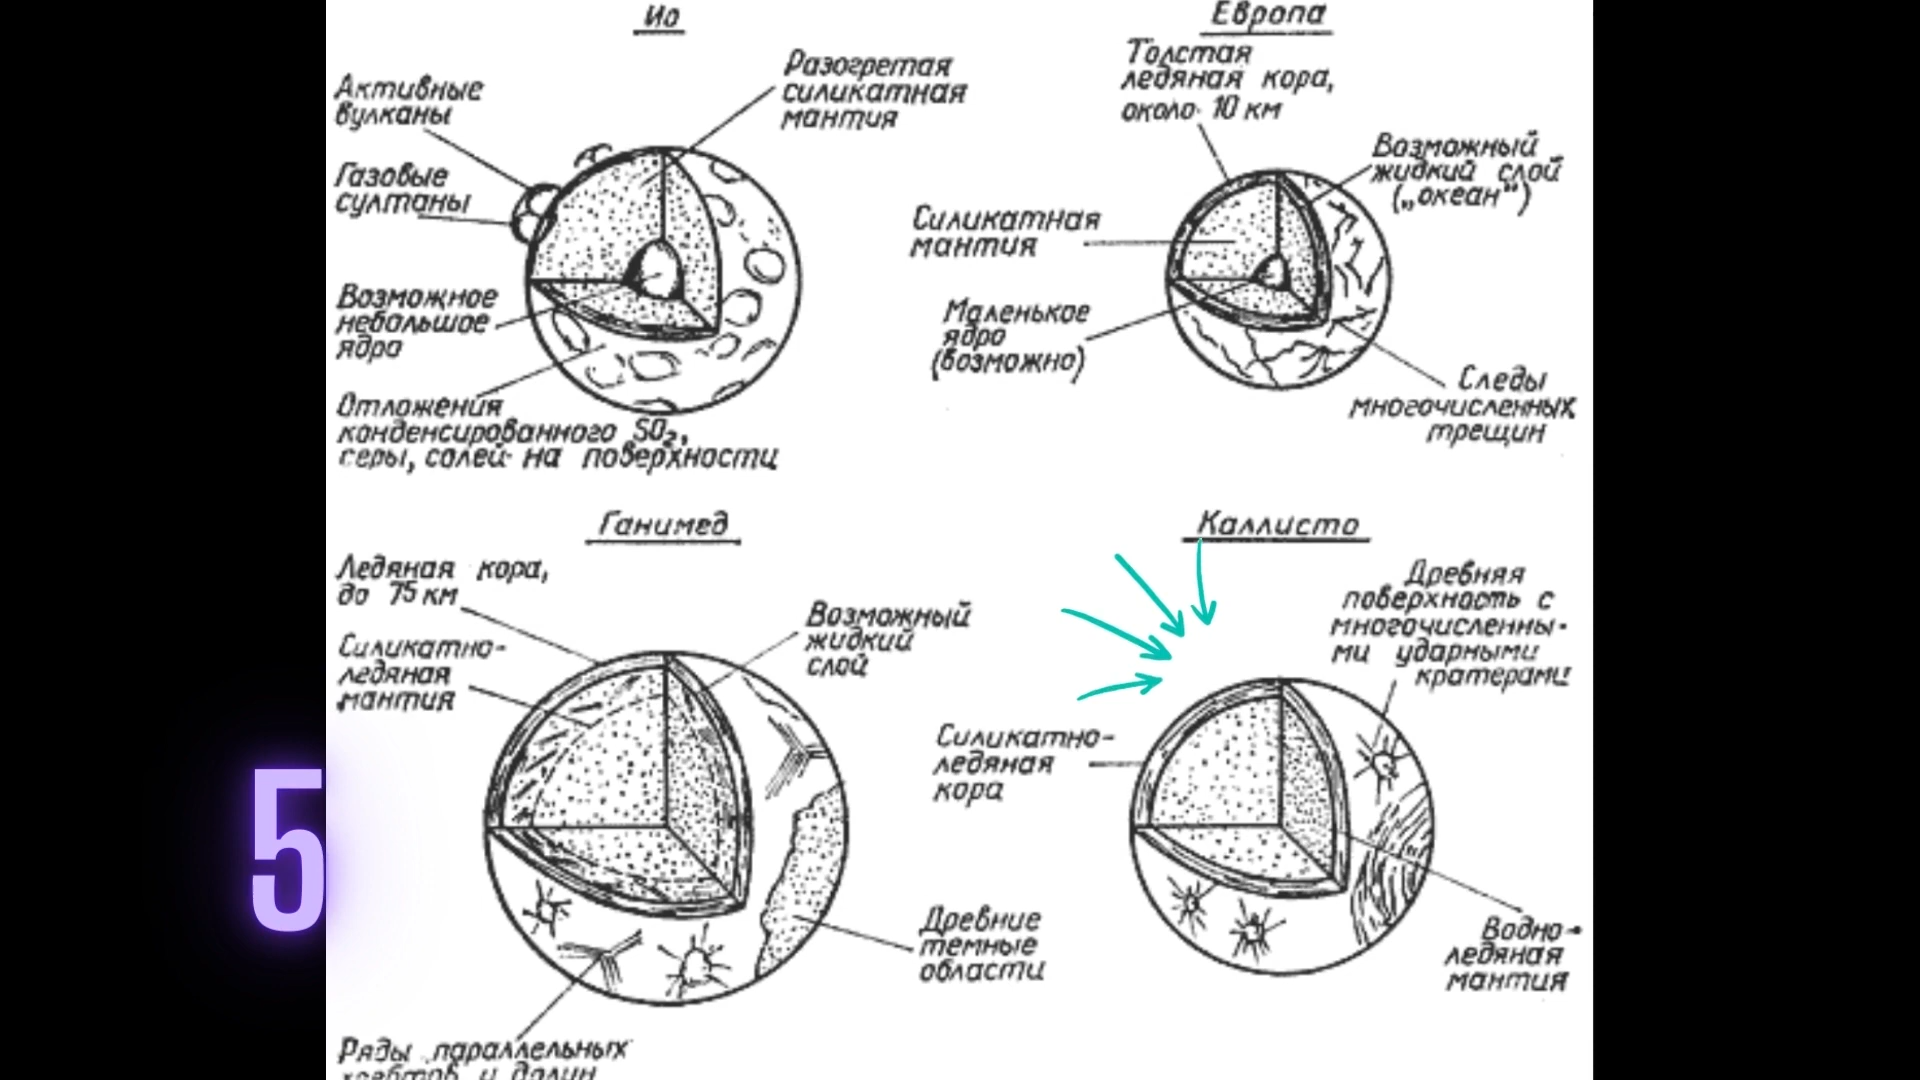 Ио
Активные
вулканы
Газовые
султаны
Возможное
небольшое
ядро
Отложения
конденсированного SO₂,
серы, солей на поверхности
Разогретая
силикатная
мантия
Европа
Толстая
ледяная кора,
около 10 км
Возможный
жидкий слой
(„океан“)
Силикатная
мантия
Маленькое
ядро
(возможно)
Следы
многочисленных
трещин
Ганимед
Ледяная кора,
до 75 км
Силикатно-
ледяная
мантия
Возможный
жидкий
слой
Древние
темные
области
Ряды параллельных
хребтов и долин
Каллисто
Древняя
поверхность с
многочисленны-
ми ударными
кратерами
Силикатно-
ледяная
кора
Водно-
ледяная
мантия
5